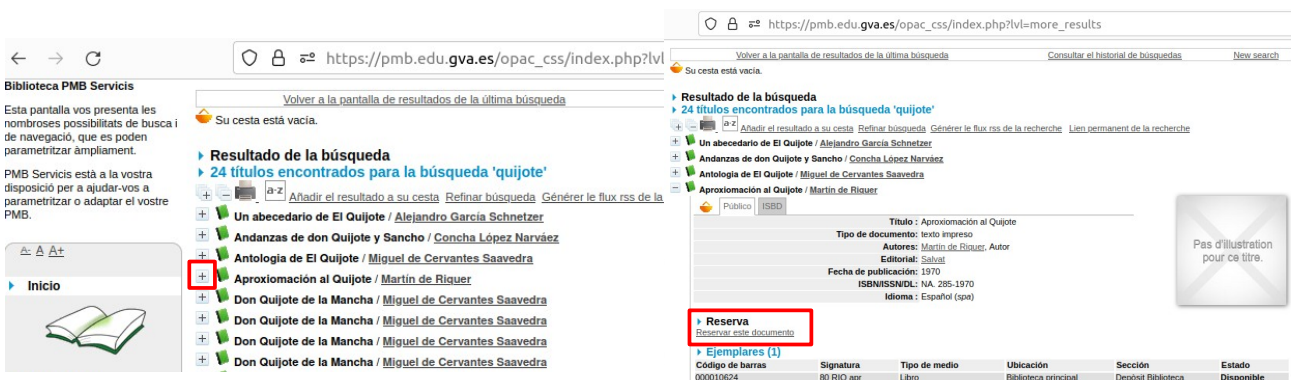 https://pmb.edu.gva.es/opac_css/index.php?lvl
Biblioteca PMB Servicis
Esta pantalla vos presenta les
nombroses possibilitats de busca i
de navegació, que es poden
parametritzar àmpliament.
PMB Servicis està a la vostra
disposició per a ajudar-vos a
parametritzar o adaptar el vostre
PMB.
A- A A+
Inicio
Volver a la pantalla de resultados de la última búsqueda
Su cesta está vacía.
Resultado de la búsqueda
24 títulos encontrados para la búsqueda 'quijote'
a-z Añadir el resultado a su cesta Refinar búsqueda Générer le flux rss de la
Un abecedario de El Quijote / Alejandro García Schnetzer
Andanzas de don Quijote y Sancho / Concha López Narváez
Antologia de El Quijote / Miguel de Cervantes Saavedra
Aproxiomación al Quijote / Martín de Riquer
Don Quijote de la Mancha / Miguel de Cervantes Saavedra
Don Quijote de la Mancha / Miguel de Cervantes Saavedra
Don Quijote de la Mancha / Miguel de Cervantes Saavedra
Don Quijote de la Mancha / Miguel de Cervantes Saavedra
https://pmb.edu.gva.es/opac_css/index.php?lvl=more_results
Volver a la pantalla de resultados de la última búsqueda Consultar el historial de búsquedas New search
Su cesta está vacía.
Resultado de la búsqueda
24 títulos encontrados para la búsqueda 'quijote'
a-z Añadir el resultado a su cesta Refinar búsqueda Générer le flux rss de la recherche Lien permanent de la recherche
Un abecedario de El Quijote / Alejandro García Schnetzer
Andanzas de don Quijote y Sancho / Concha López Narváez
Antologia de El Quijote / Miguel de Cervantes Saavedra
Aproxiomación al Quijote / Martín de Riquer
Público ISBD
Título : Aproxiomación al Quijote
Tipo de documento: texto impreso
Autores: Martín de Riquer, Autor
Editorial: Salvat
Fecha de publicación: 1970
ISBN/ISSN/DL: NA. 285-1970
Idioma : Español (spa)
Pas d'illustration
pour ce titre.
Reserva
Reservar este documento
Ejemplares (1)
Código de barras Signatura Tipo de medio Ubicación Sección Estado
000010624 80 RIQ apr Libro Biblioteca principal Depòsit Biblioteca Disponible